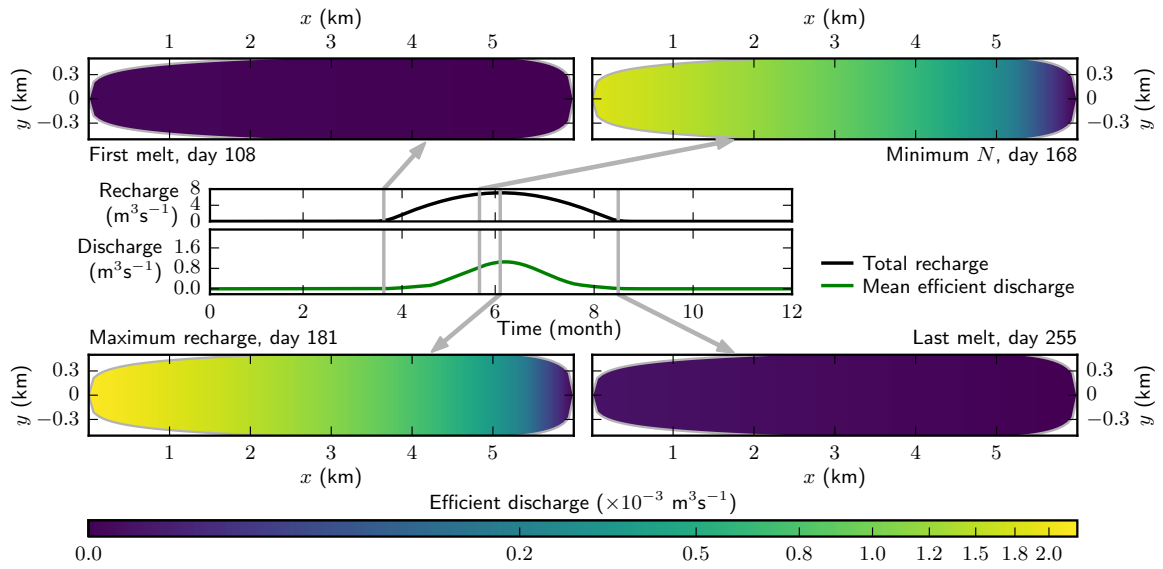 x (km) x (km)
1 2 3 4 5 1 2 3 4 5
y (km) 0.3 0 −0.3 0.3 0 −0.3 y (km)
First melt, day 108 Minimum N, day 168
Recharge (m³s⁻¹) 8 4 0
Discharge (m³s⁻¹) 1.6 0.8 0.0
Total recharge
Mean efficient discharge
0 2 4 6 8 10 12
Time (month)
Maximum recharge, day 181 Last melt, day 255
y (km) 0.3 0 −0.3 0.3 0 −0.3 y (km)
1 2 3 4 5 1 2 3 4 5
x (km) x (km)
Efficient discharge (×10⁻³ m³s⁻¹)
0.0 0.2 0.5 0.8 1.0 1.2 1.5 1.8 2.0